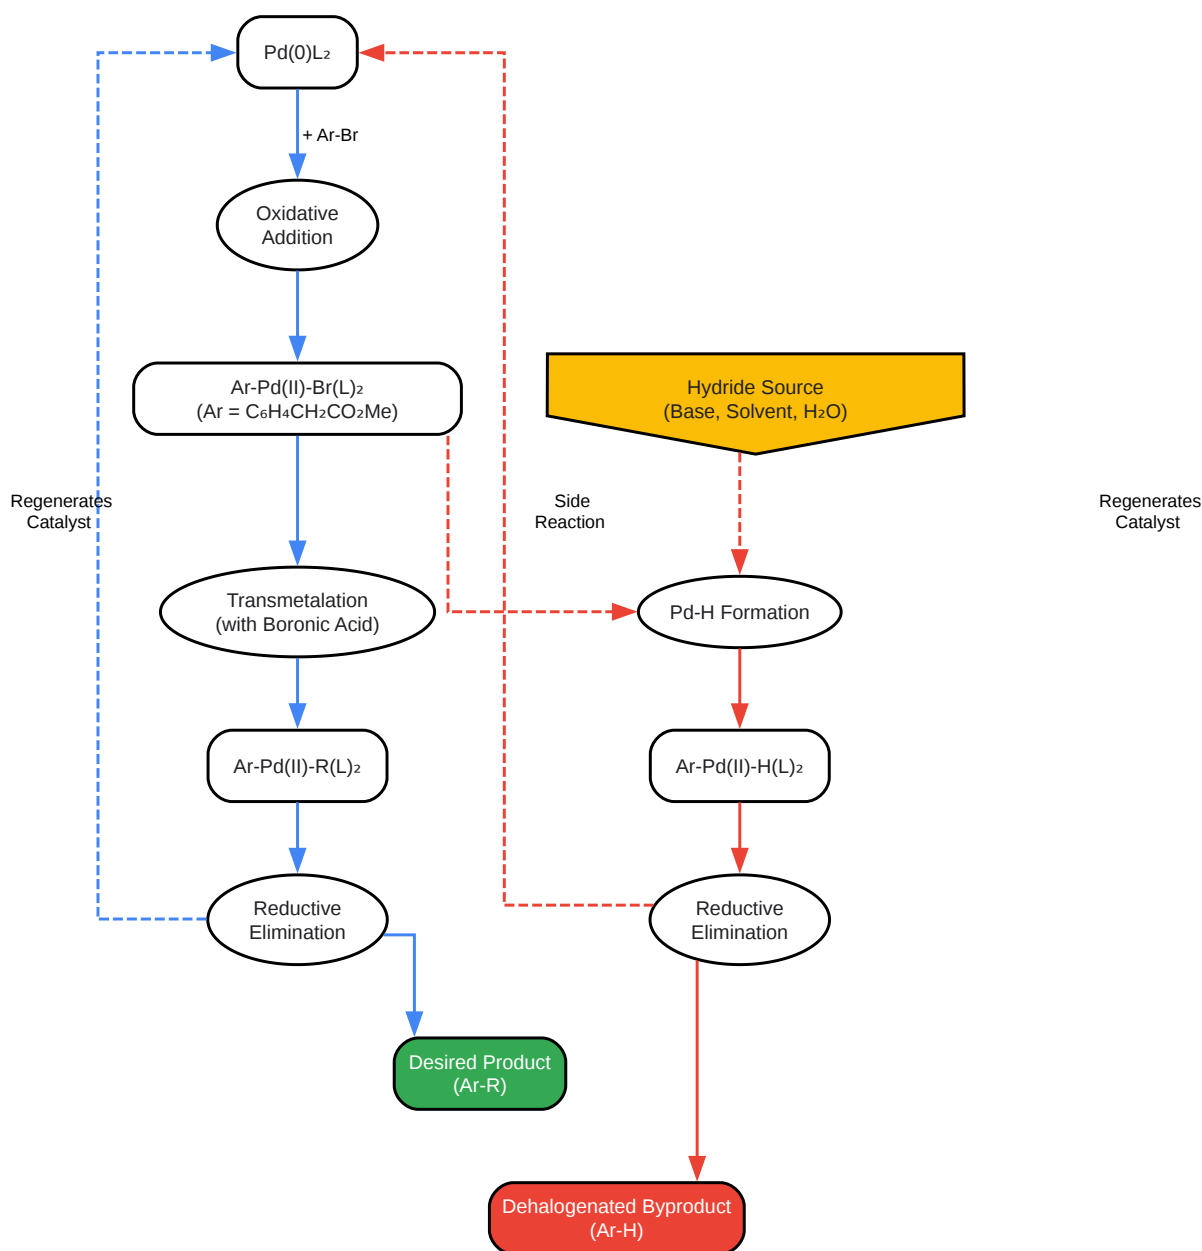 Pd(0)L₂
+ Ar-Br
Oxidative
Addition
Ar-Pd(II)-Br(L)₂
(Ar = C₆H₄CH₂CO₂Me)
Hydride Source
(Base, Solvent, H₂O)
Regenerates
Catalyst
Side
Reaction
Regenerates
Catalyst
Transmetalation
(with Boronic Acid)
Pd-H Formation
Ar-Pd(II)-R(L)₂
Ar-Pd(II)-H(L)₂
Reductive
Elimination
Reductive
Elimination
Desired Product
(Ar-R)
Dehalogenated Byproduct
(Ar-H)